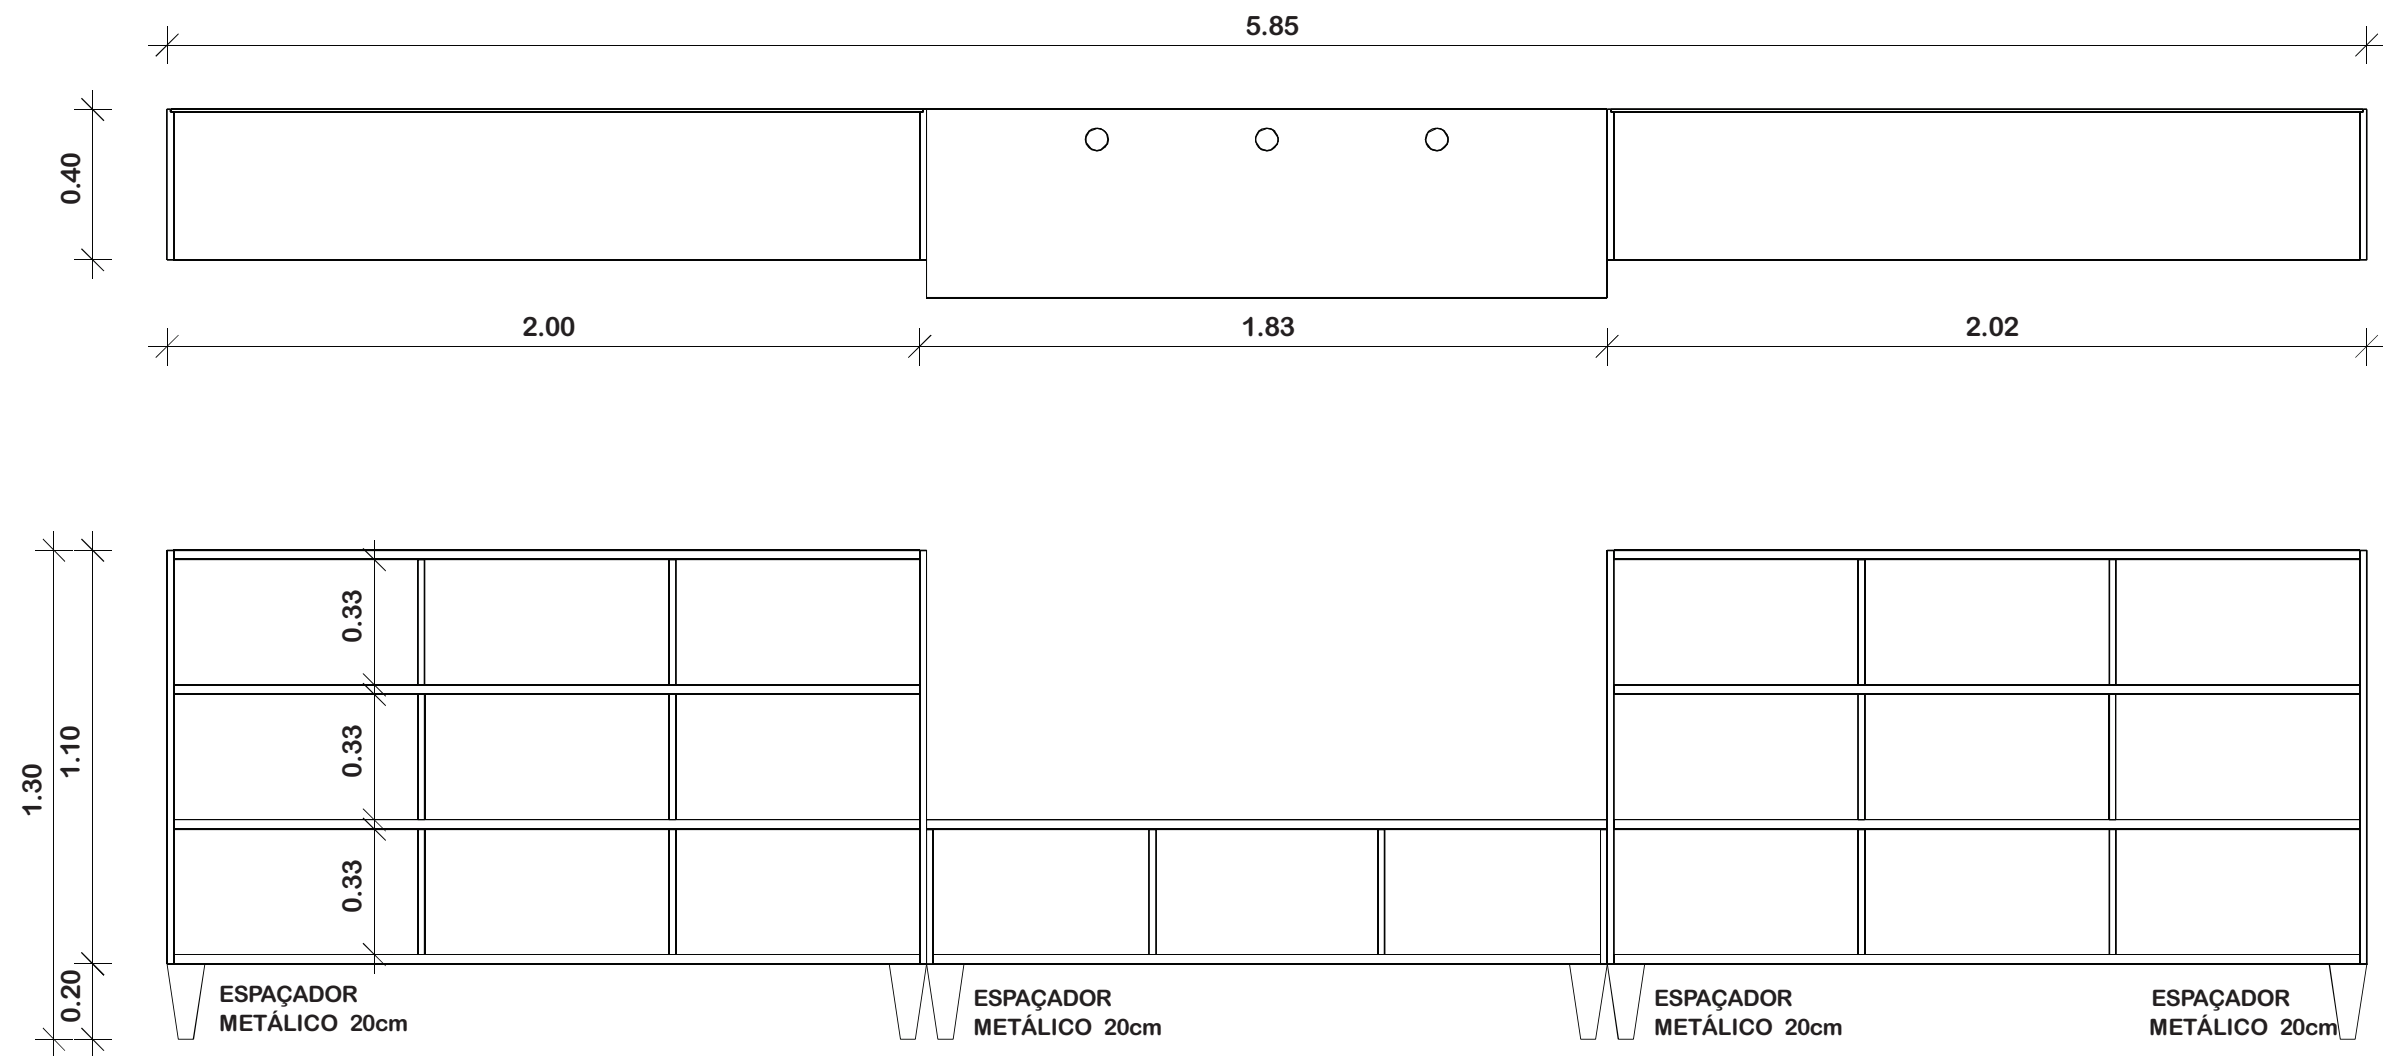 5.85
0.40
2.00
1.83
2.02
0.33
0.33
0.33
1.30
1.10
0.20
ESPAÇADOR
METÁLICO 20cm
ESPAÇADOR
METÁLICO 20cm
ESPAÇADOR
METÁLICO 20cm
ESPAÇADOR
METÁLICO 20cm